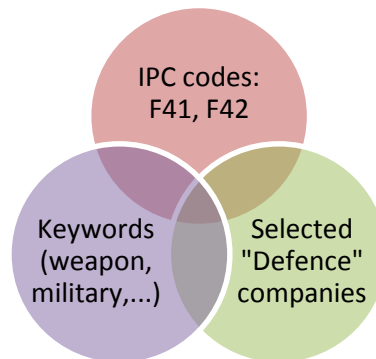 IPC codes:
F41, F42
Keywords
(weapon,
military,...)
Selected
"Defence"
companies